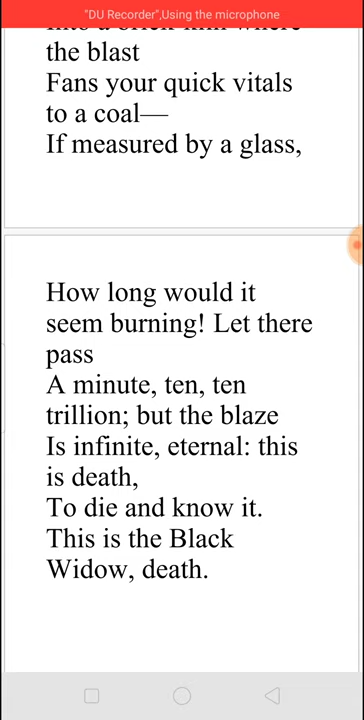 "DU Recorder",Using the microphone
the blast
Fans your quick vitals
to a coal—
If measured by a glass,
How long would it
seem burning! Let there
pass
A minute, ten, ten
trillion; but the blaze
Is infinite, eternal: this
is death,
To die and know it.
This is the Black
Widow, death.